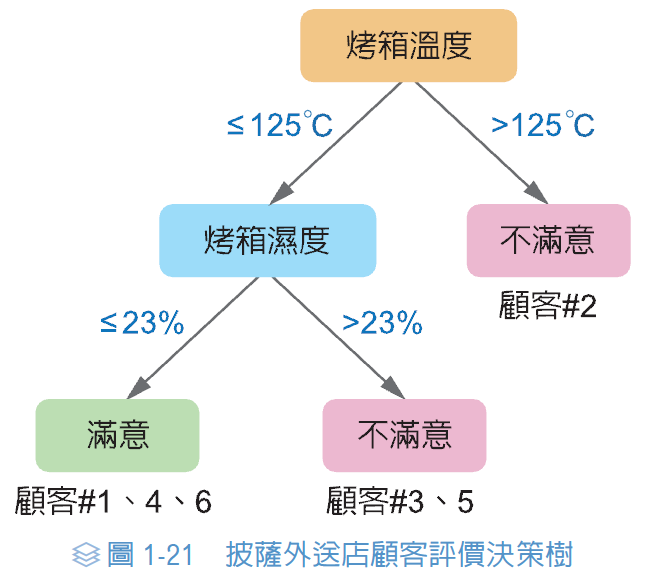 烤箱溫度
≤125℃
>125℃
烤箱濕度
不滿意
顧客#2
≤23%
>23%
滿意
不滿意
顧客#1、4、6
顧客#3、5
圖 1-21 披薩外送店顧客評價決策樹